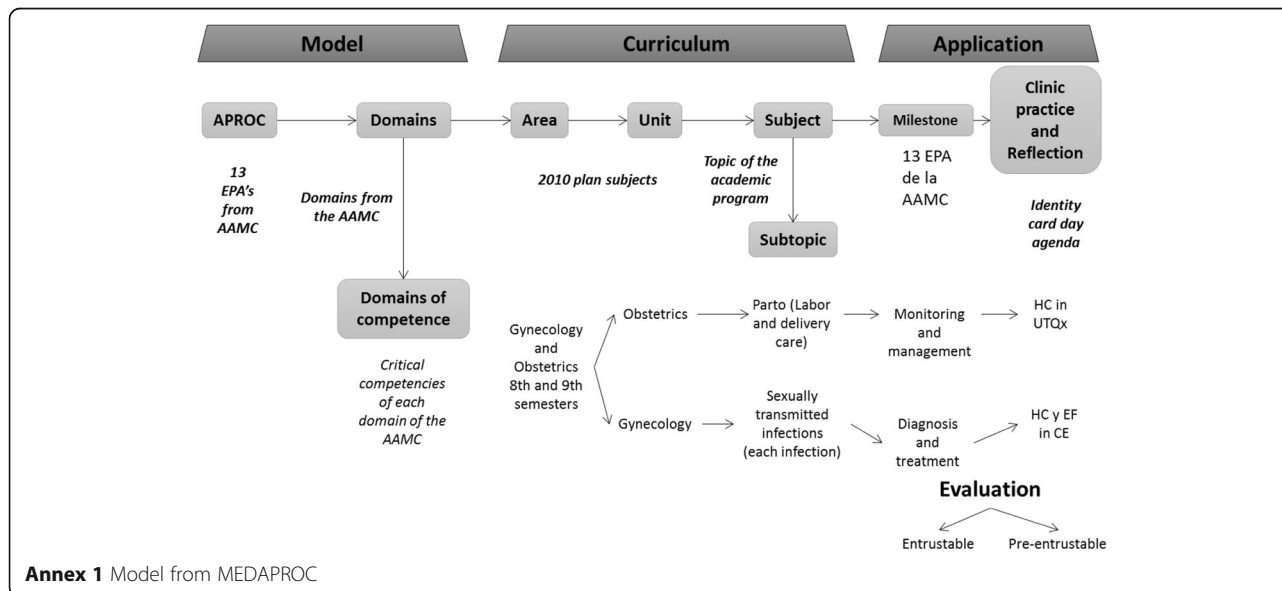 Model
Curriculum
Application
APROC
Domains
Area
Unit
Subject
Milestone
Clinic
practice
and
Reflection
13
EPA's
from
AAMC
Domains from
the AAMC
2010 plan subjects
Topic of the
academic
program
13 EPA
de la
AAMC
Identity
card day
agenda
Subtopic
Domains of
competence
Critical
competencies
of each
domain of the
AAMC
Gynecology
and
Obstetrics
8th and 9th
semesters
Obstetrics
Parto (Labor
and delivery
care)
Monitoring
and
management
HC in
UTQx
Gynecology
Sexually
transmitted
infections
(each infection)
Diagnosis
and
treatment
HC y EF
in CE
Evaluation
Entrustable
Pre-entrustable
Annex 1 Model from MEDAPROC